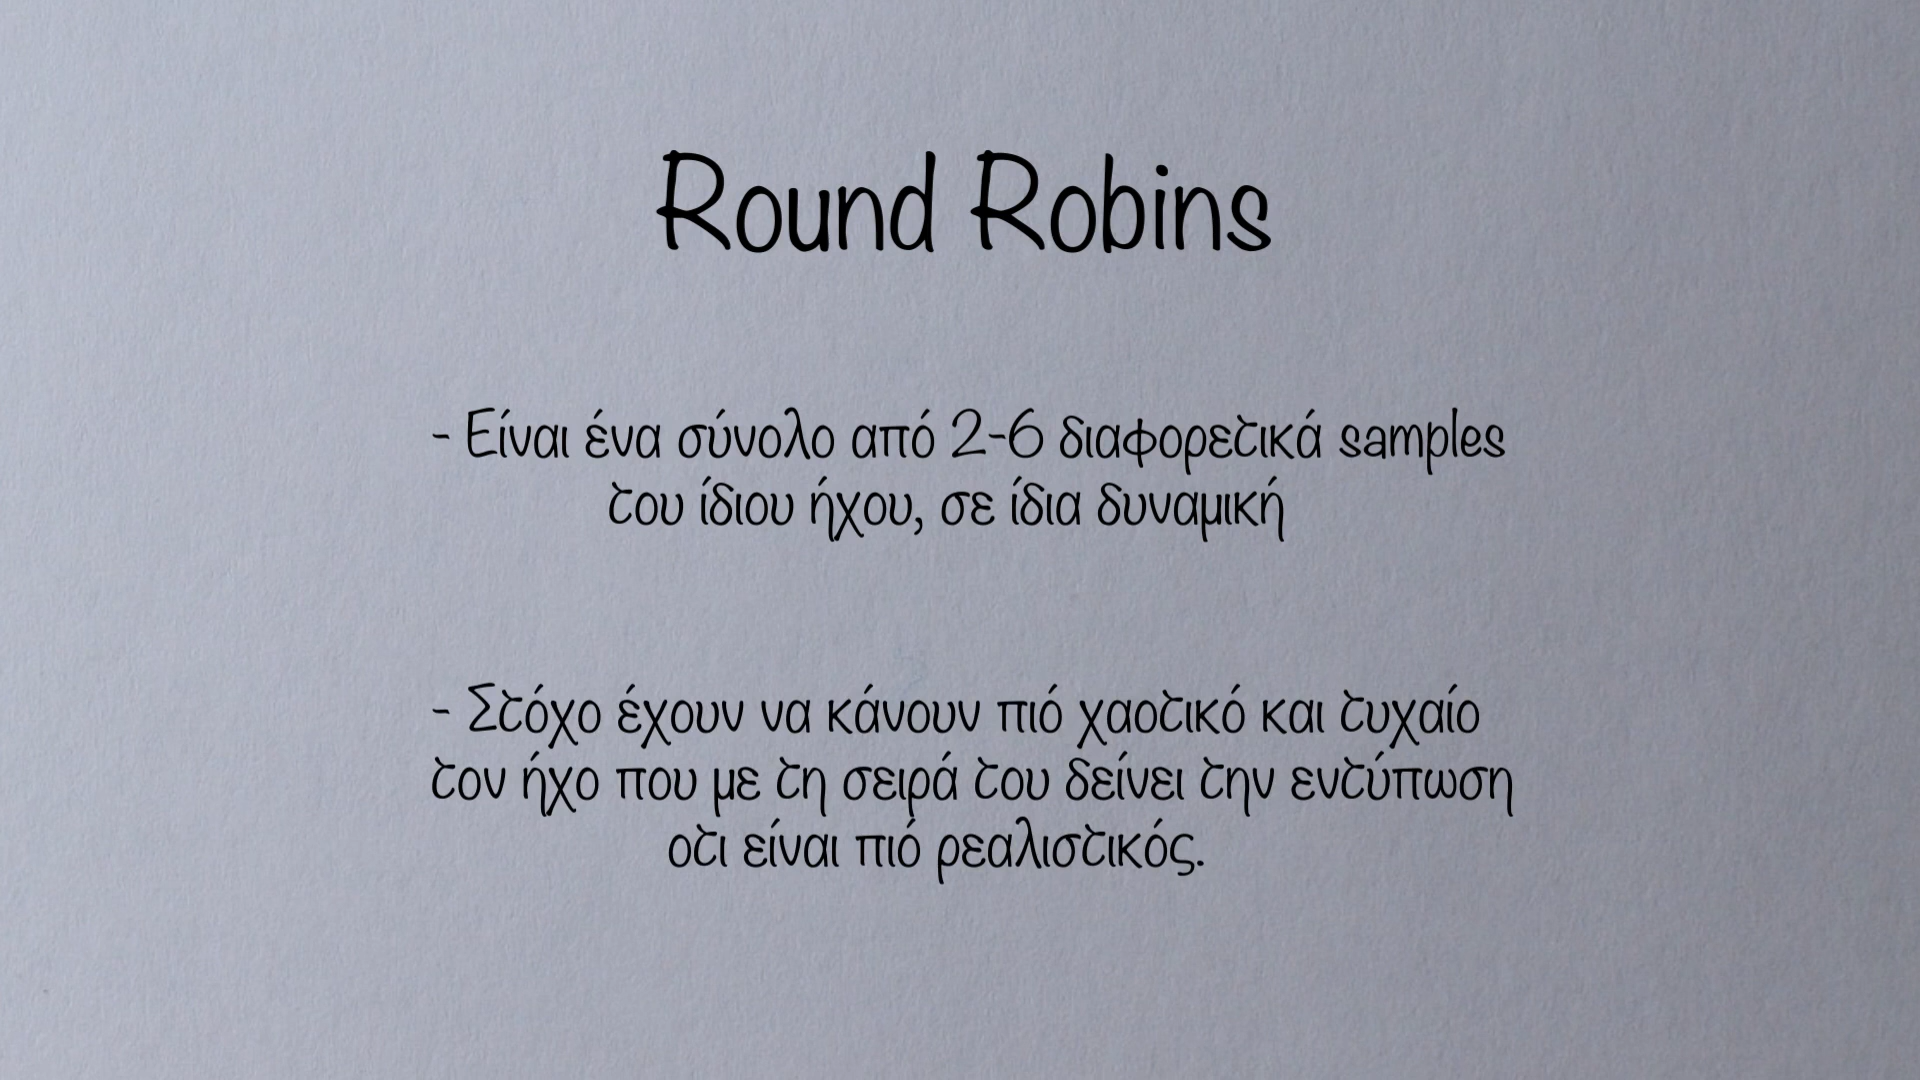 Round Robins
- Είναι ένα σύνολο από 2-6 διαφορετικά samples
του ίδιου ήχου, σε ίδια δυναμική
- Στόχο έχουν να κάνουν πιό χαοτικό και τυχαίο
τον ήχο που με τη σειρά του δείνει την εντύπωση
οτι είναι πιό ρεαλιστικός.